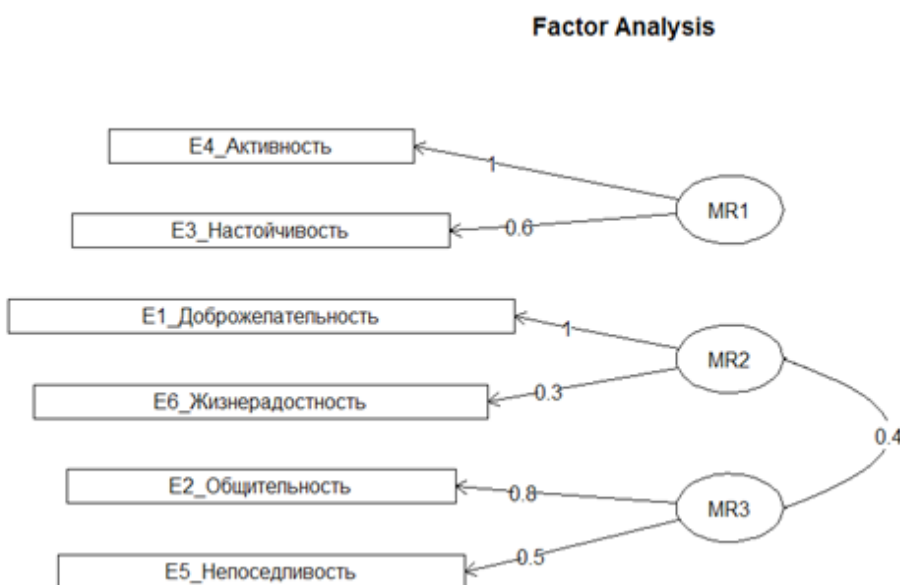 Factor Analysis
E4_Активность
1
MR1
E3_Настойчивость
0.6
E1_Доброжелательность
1
MR2
E6_Жизнерадостность
0.3
0.4
E2_Общительность
0.8
MR3
E5_Непоседливость
0.5